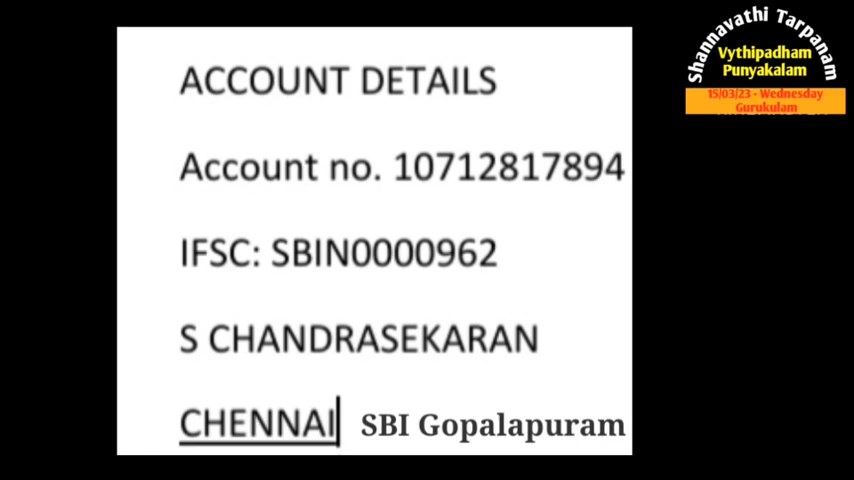 ACCOUNT DETAILS
Account no. 10712817894
IFSC: SBIN0000962
S CHANDRASEKARAN
CHENNAI SBI Gopalapuram
Shannavathi Tarpanam
Vythipadham
Punyakalam
15/03/23 - Wednesday
Gurukulam